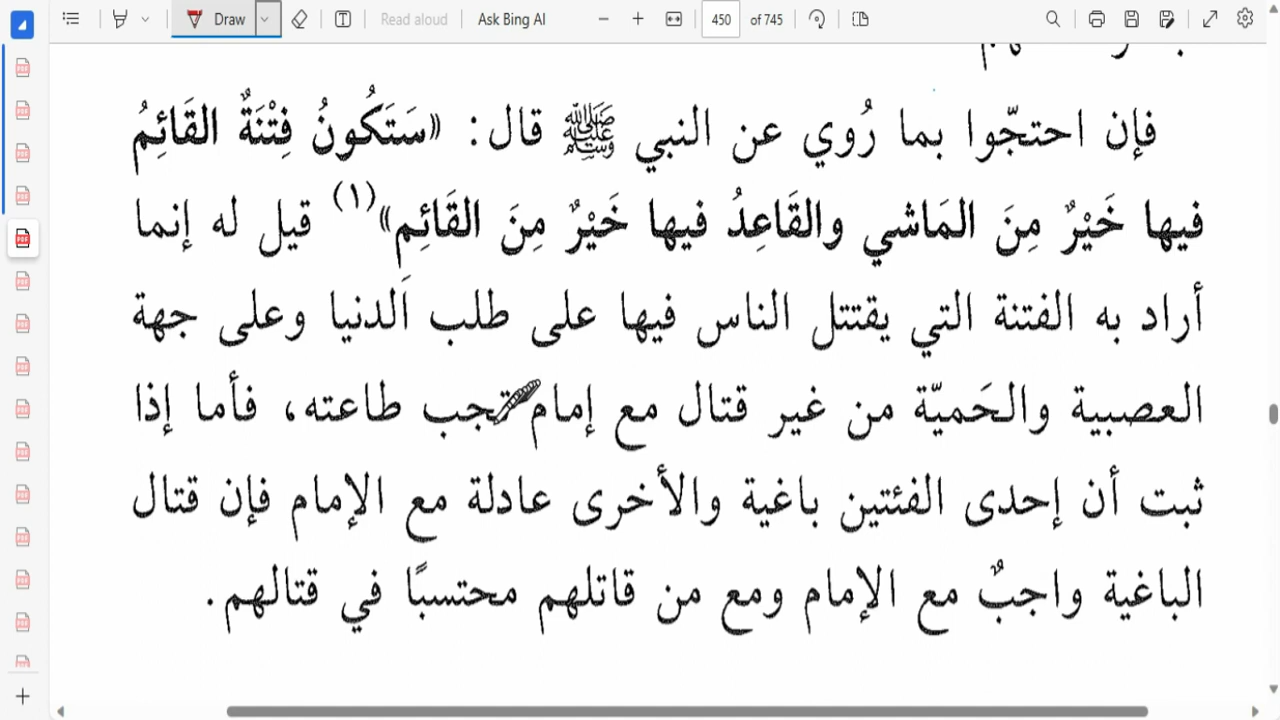 Draw
Read aloud
Ask Bing AI
450 of 745
فإن احتجّوا بما رُوي عن النبي ﷺ قال: «سَتَكُونُ فِتْنَةٌ القَائِمُ
فيها خَيْرٌ مِنَ المَاشي والقَاعِدُ فيها خَيْرٌ مِنَ القَائِم»(١) قيل له إنما
أراد به الفتنة التي يقتتل الناس فيها على طلب اَلدنيا وعلى جهة
العصبية والحَميّة من غير قتال مع إمام تجب طاعته، فأما إذا
ثبت أن إحدى الفئتين باغية والأخرى عادلة مع الإمام فإن قتال
الباغية واجبٌ مع الإمام ومع من قاتلهم محتسبًا في قتالهم.